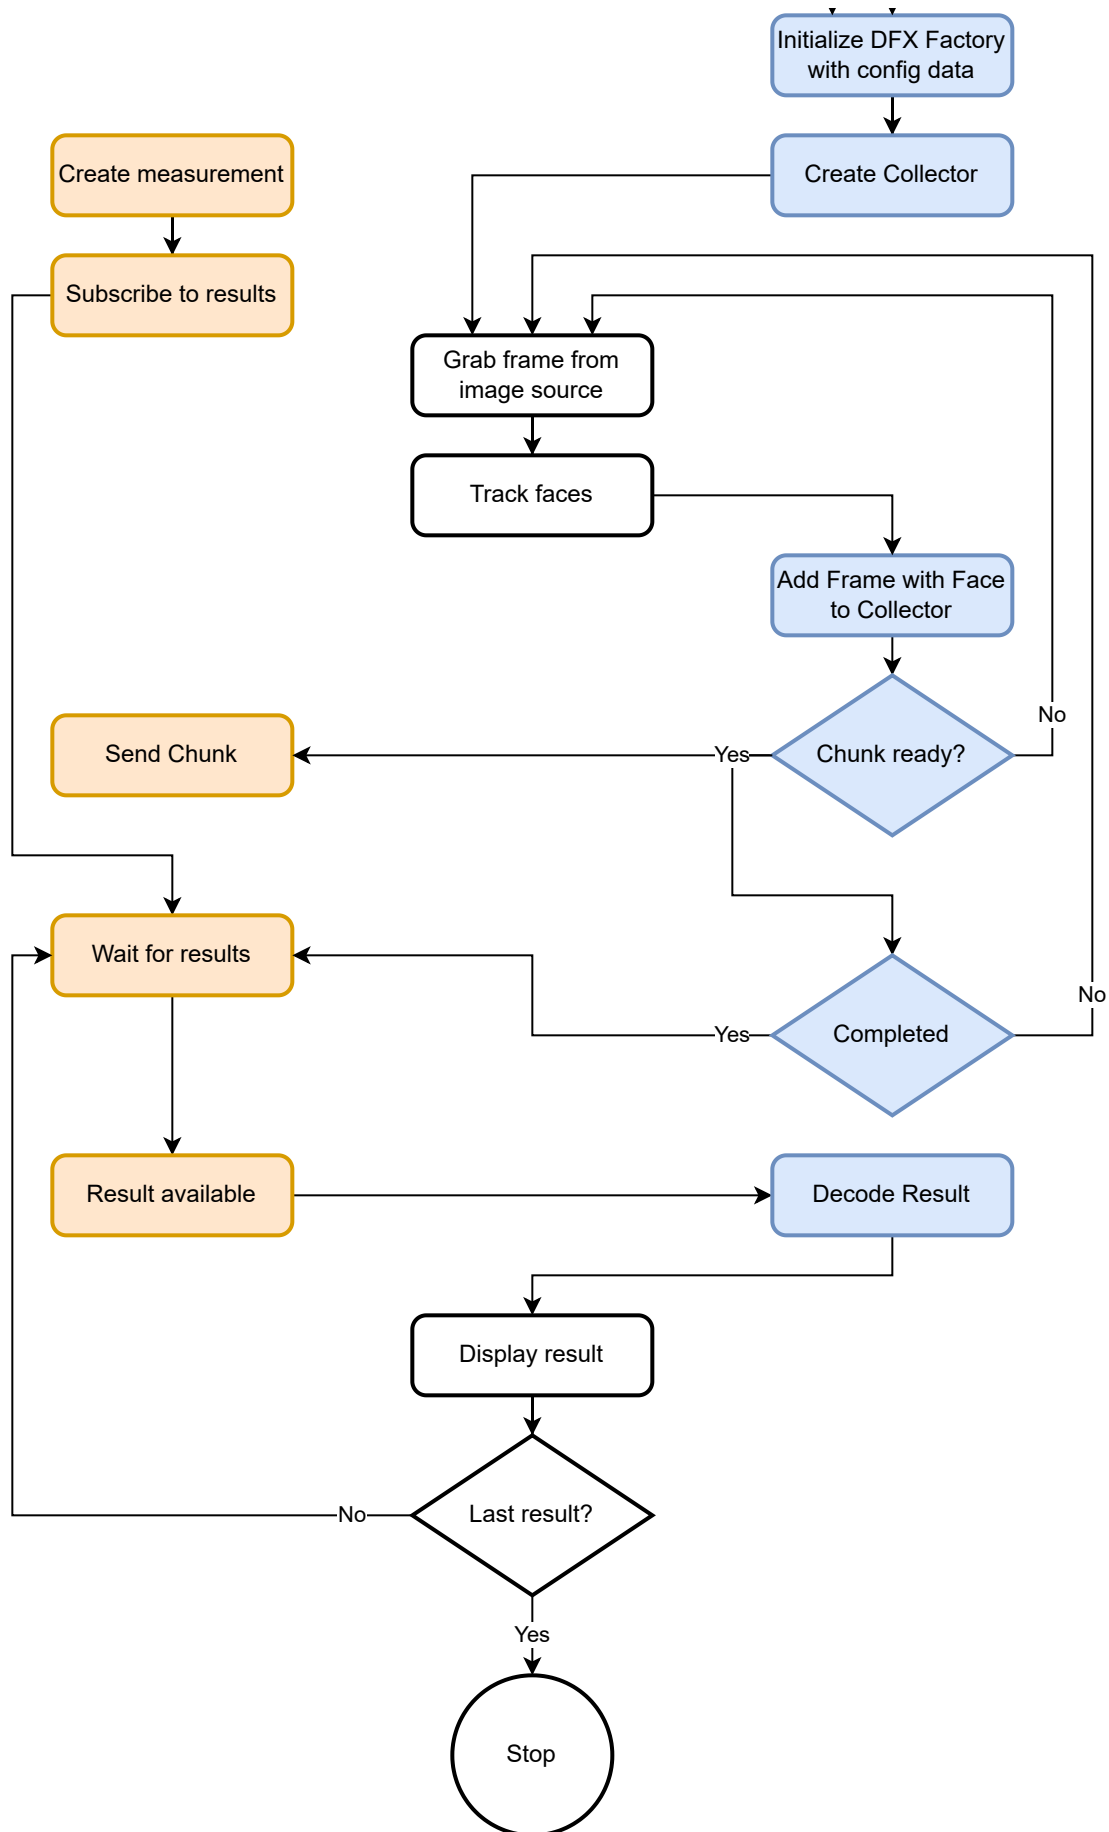 Initialize DFX Factory
with config data
Create measurement
Create Collector
Subscribe to results
Grab frame from
image source
Track faces
Add Frame with Face
to Collector
No
Send Chunk
Yes
Chunk ready?
Wait for results
No
Yes
Completed
Result available
Decode Result
Display result
No
Last result?
Yes
Stop